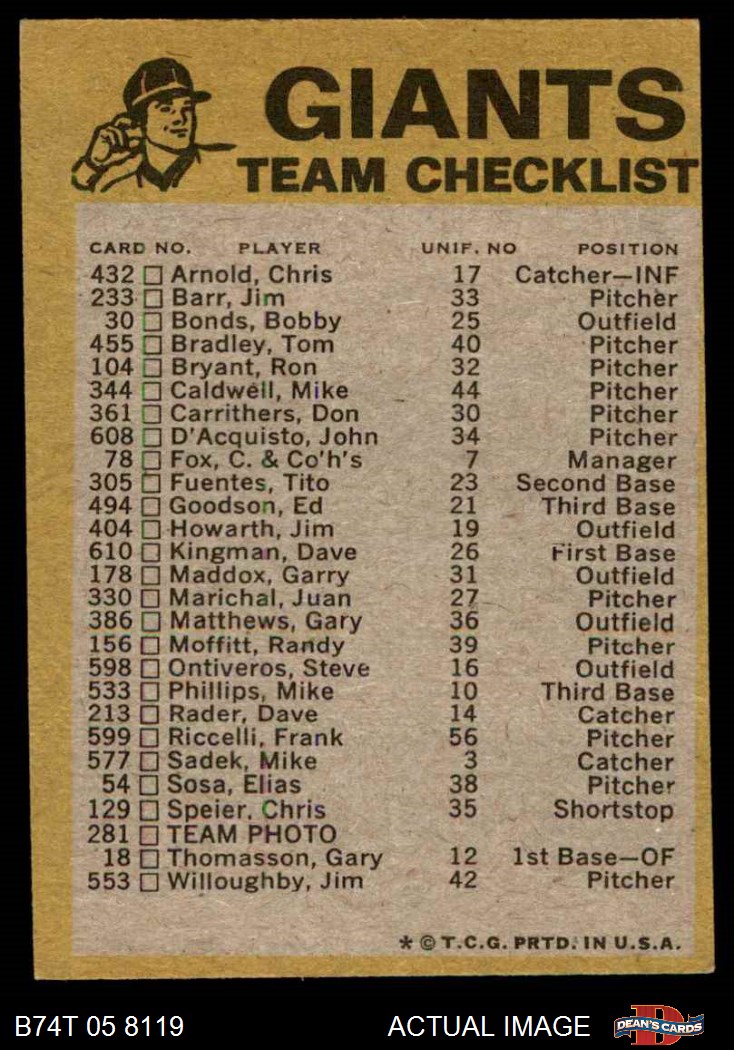 GIANTS
TEAM CHECKLIST
CARD NO. PLAYER UNIF. NO POSITION
432 Arnold, Chris 17 Catcher—INF
233 Barr, Jim 33 Pitcher
30 Bonds, Bobby 25 Outfield
455 Bradley, Tom 40 Pitcher
104 Bryant, Ron 32 Pitcher
344 Caldwell, Mike 44 Pitcher
361 Carrithers, Don 30 Pitcher
608 D'Acquisto, John 34 Pitcher
78 Fox, C. & Co'h's 7 Manager
305 Fuentes, Tito 23 Second Base
494 Goodson, Ed 21 Third Base
404 Howarth, Jim 19 Outfield
610 Kingman, Dave 26 First Base
178 Maddox, Garry 31 Outfield
330 Marichal, Juan 27 Pitcher
386 Matthews, Gary 36 Outfield
156 Moffitt, Randy 39 Pitcher
598 Ontiveros, Steve 16 Outfield
533 Phillips, Mike 10 Third Base
213 Rader, Dave 14 Catcher
599 Riccelli, Frank 56 Pitcher
577 Sadek, Mike 3 Catcher
54 Sosa, Elias 38 Pitcher
129 Speier, Chris 35 Shortstop
281 TEAM PHOTO
18 Thomasson, Gary 12 1st Base—OF
553 Willoughby, Jim 42 Pitcher
* © T.C.G. PRTD. IN U.S.A.
B74T 05 8119 ACTUAL IMAGE DEAN'S CARDS